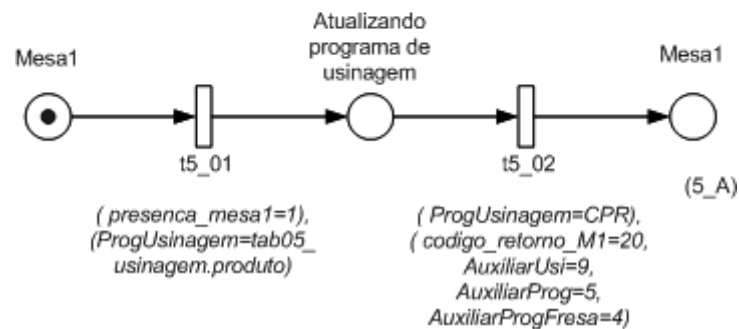 Atualizando
programa de
usinagem
Mesa1
Mesa1
t5_01
t5_02
(5_A)
( presenca_mesa1=1),
(ProgUsinagem=tab05_
usinagem.produto)
( ProgUsinagem=CPR),
( codigo_retorno_M1=20,
AuxiliarUsi=9,
AuxiliarProg=5,
AuxiliarProgFresa=4)